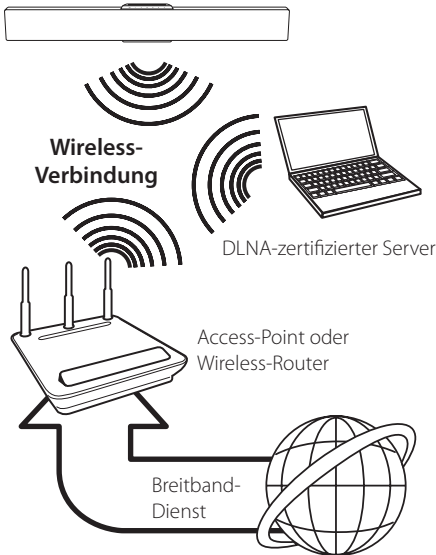 Wireless-
Verbindung
DLNA-zertifizierter Server
Access-Point oder
Wireless-Router
Breitband-
Dienst